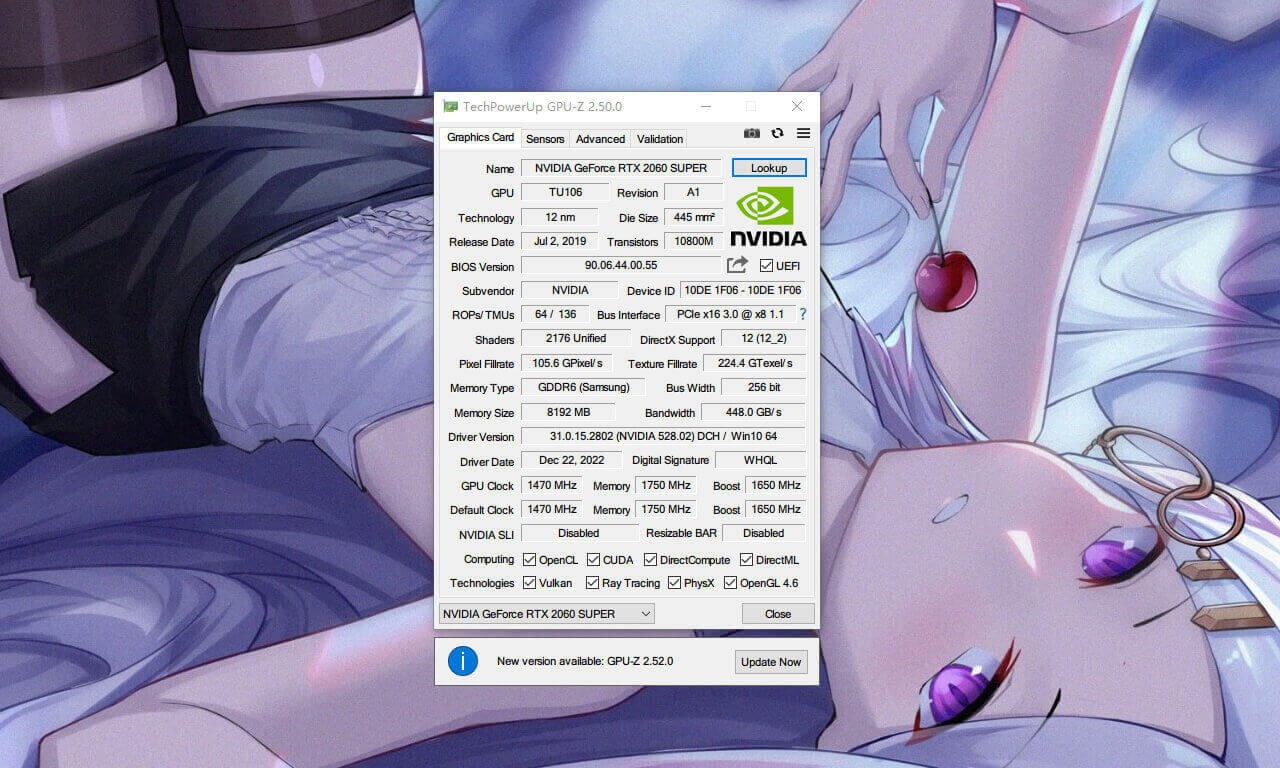 TechPowerUp GPU-Z 2.50.0
Graphics Card Sensors Advanced Validation
Name NVIDIA GeForce RTX 2060 SUPER Lookup
GPU TU106 Revision A1
Technology 12 nm Die Size 445 mm²
Release Date Jul 2, 2019 Transistors 10800M
NVIDIA
BIOS Version 90.06.44.00.55 UEFI
Subvendor NVIDIA Device ID 10DE 1F06 - 10DE 1F06
ROPs/ TMUs 64 / 136 Bus Interface PCIe x16 3.0 @ x8 1.1 ?
Shaders 2176 Unified DirectX Support 12 (12_2)
Pixel Fillrate 105.6 GPixel/ s Texture Fillrate 224.4 GTexel/ s
Memory Type GDDR6 (Samsung) Bus Width 256 bit
Memory Size 8192 MB Bandwidth 448.0 GB/ s
Driver Version 31.0.15.2802 (NVIDIA 528.02) DCH / Win10 64
Driver Date Dec 22, 2022 Digital Signature WHQL
GPU Clock 1470 MHz Memory 1750 MHz Boost 1650 MHz
Default Clock 1470 MHz Memory 1750 MHz Boost 1650 MHz
NVIDIA SLI Disabled Resizable BAR Disabled
Computing OpenCL CUDA DirectCompute DirectML
Technologies Vulkan Ray Tracing PhysX OpenGL 4.6
NVIDIA GeForce RTX 2060 SUPER Close
New version available: GPU-Z 2.52.0 Update Now